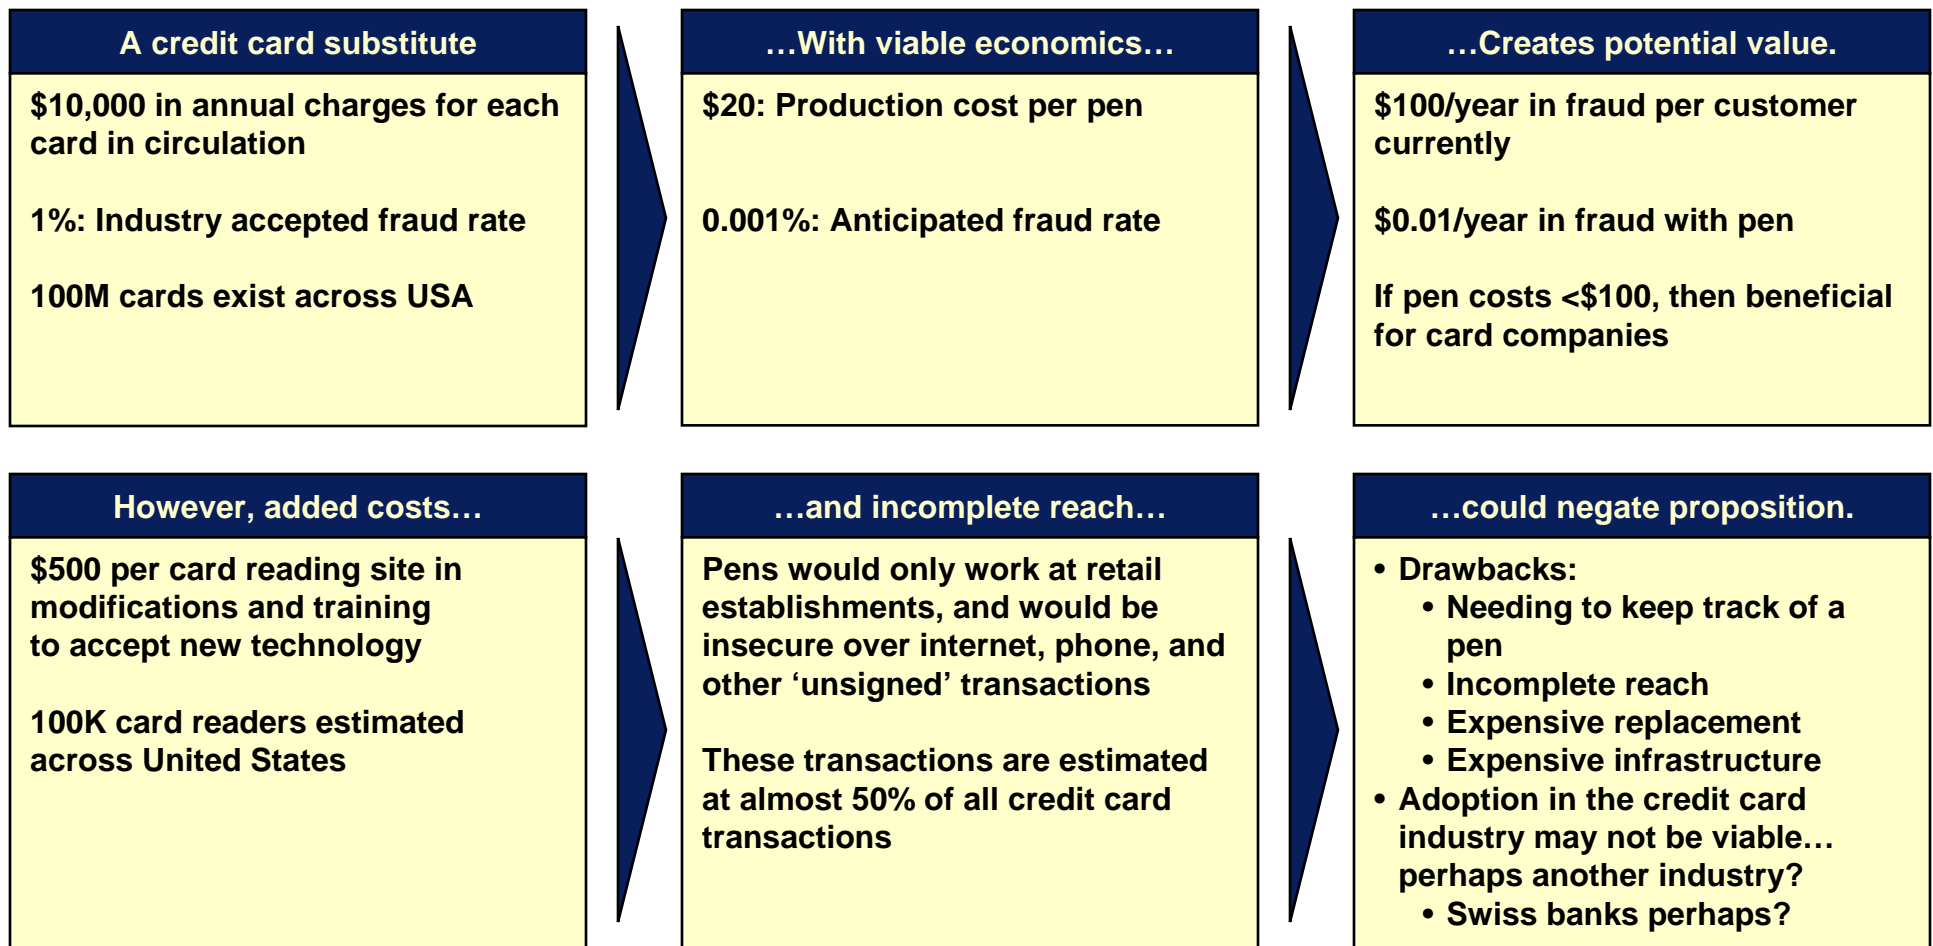 A credit card substitute
$10,000 in annual charges for each
card in circulation
1%: Industry accepted fraud rate
100M cards exist across USA
…With viable economics…
$20: Production cost per pen
0.001%: Anticipated fraud rate
…Creates potential value.
$100/year in fraud per customer
currently
$0.01/year in fraud with pen
If pen costs <$100, then beneficial
for card companies
However, added costs…
$500 per card reading site in
modifications and training
to accept new technology
100K card readers estimated
across United States
…and incomplete reach…
Pens would only work at retail
establishments, and would be
insecure over internet, phone, and
other ‘unsigned’ transactions
These transactions are estimated
at almost 50% of all credit card
transactions
…could negate proposition.
• Drawbacks:
• Needing to keep track of a
pen
• Incomplete reach
• Expensive replacement
• Expensive infrastructure
• Adoption in the credit card
industry may not be viable…
perhaps another industry?
• Swiss banks perhaps?